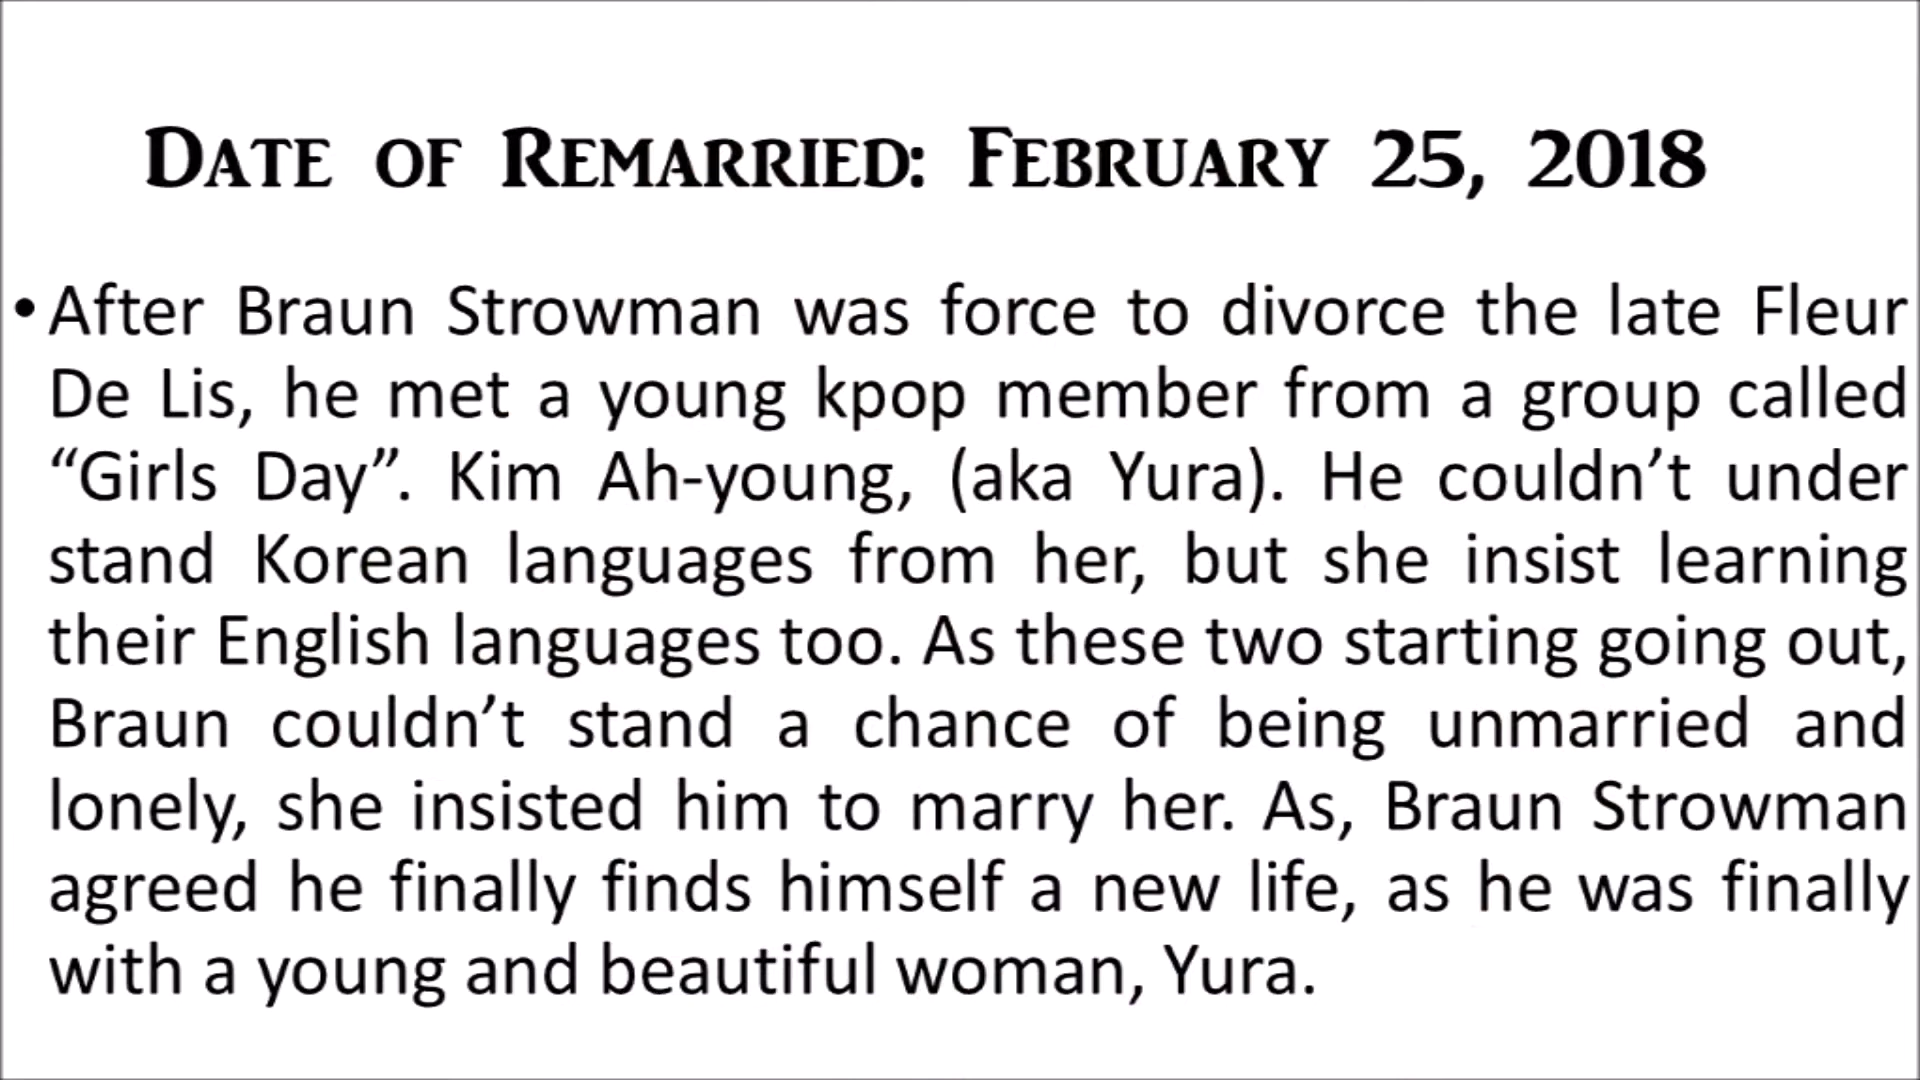 DATE OF REMARRIED: FEBRUARY 25, 2018
• After Braun Strowman was force to divorce the late Fleur
De Lis, he met a young kpop member from a group called
“Girls Day”. Kim Ah-young, (aka Yura). He couldn’t under
stand Korean languages from her, but she insist learning
their English languages too. As these two starting going out,
Braun couldn’t stand a chance of being unmarried and
lonely, she insisted him to marry her. As, Braun Strowman
agreed he finally finds himself a new life, as he was finally
with a young and beautiful woman, Yura.